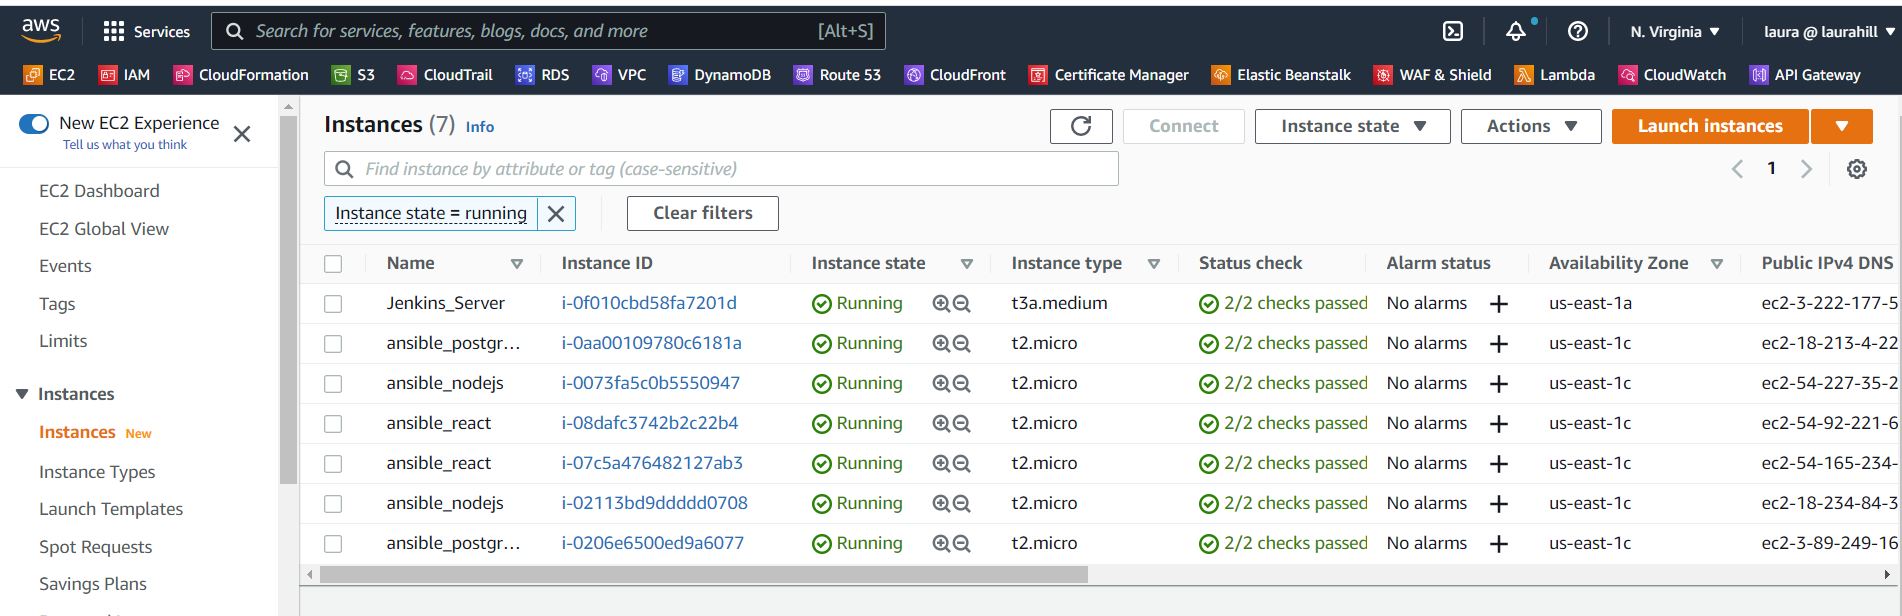 aws Services Search for services, features, blogs, docs, and more [Alt+S] N. Virginia ▼ laura @ laurahill ▼
EC2 IAM CloudFormation S3 CloudTrail RDS VPC DynamoDB Route 53 CloudFront Certificate Manager Elastic Beanstalk WAF & Shield Lambda CloudWatch API Gateway
New EC2 Experience
Tell us what you think
EC2 Dashboard
EC2 Global View
Events
Tags
Limits
Instances
Instances New
Instance Types
Launch Templates
Spot Requests
Savings Plans
Instances (7) Info Connect Instance state Actions Launch instances
Find instance by attribute or tag (case-sensitive) 1
Instance state = running Clear filters
Name Instance ID Instance state Instance type Status check Alarm status Availability Zone Public IPv4 DNS
Jenkins_Server i-0f010cbd58fa7201d Running t3a.medium 2/2 checks passed No alarms + us-east-1a ec2-3-222-177-5
ansible_postgr... i-0aa00109780c6181a Running t2.micro 2/2 checks passed No alarms + us-east-1c ec2-18-213-4-22
ansible_nodejs i-0073fa5c0b5550947 Running t2.micro 2/2 checks passed No alarms + us-east-1c ec2-54-227-35-2
ansible_react i-08dafc3742b2c22b4 Running t2.micro 2/2 checks passed No alarms + us-east-1c ec2-54-92-221-6
ansible_react i-07c5a476482127ab3 Running t2.micro 2/2 checks passed No alarms + us-east-1c ec2-54-165-234-
ansible_nodejs i-02113bd9ddddd0708 Running t2.micro 2/2 checks passed No alarms + us-east-1c ec2-18-234-84-3
ansible_postgr... i-0206e6500ed9a6077 Running t2.micro 2/2 checks passed No alarms + us-east-1c ec2-3-89-249-16